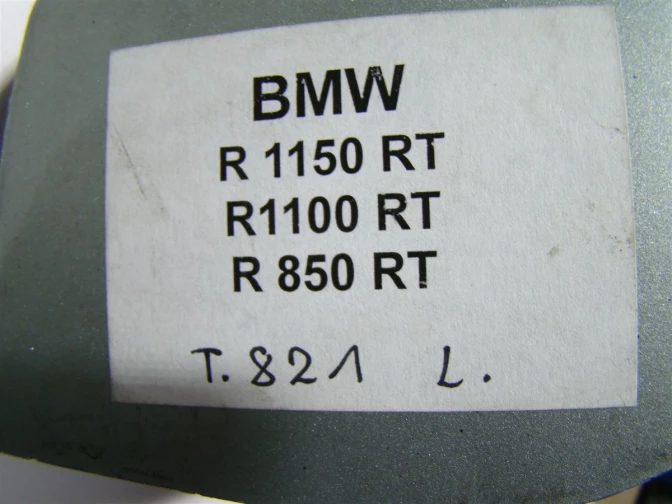 BMW
R 1150 RT
R1100 RT
R 850 RT
T.821 L.